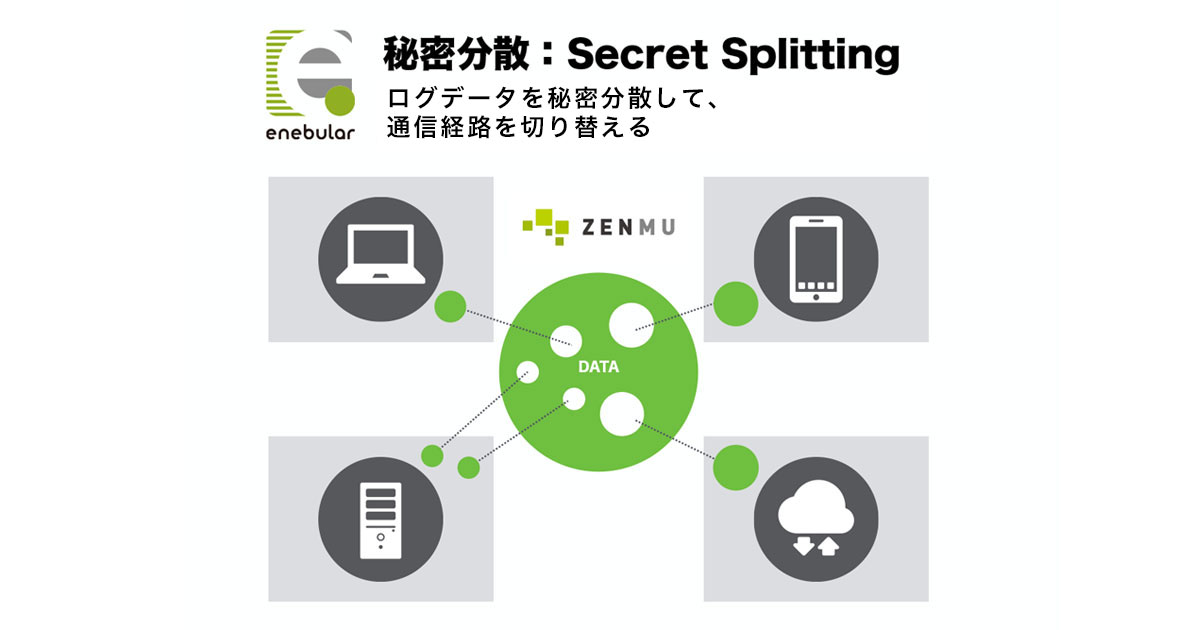 enebular
秘密分散：Secret Splitting
ログデータを秘密分散して、
通信経路を切り替える
ZENMU
DATA